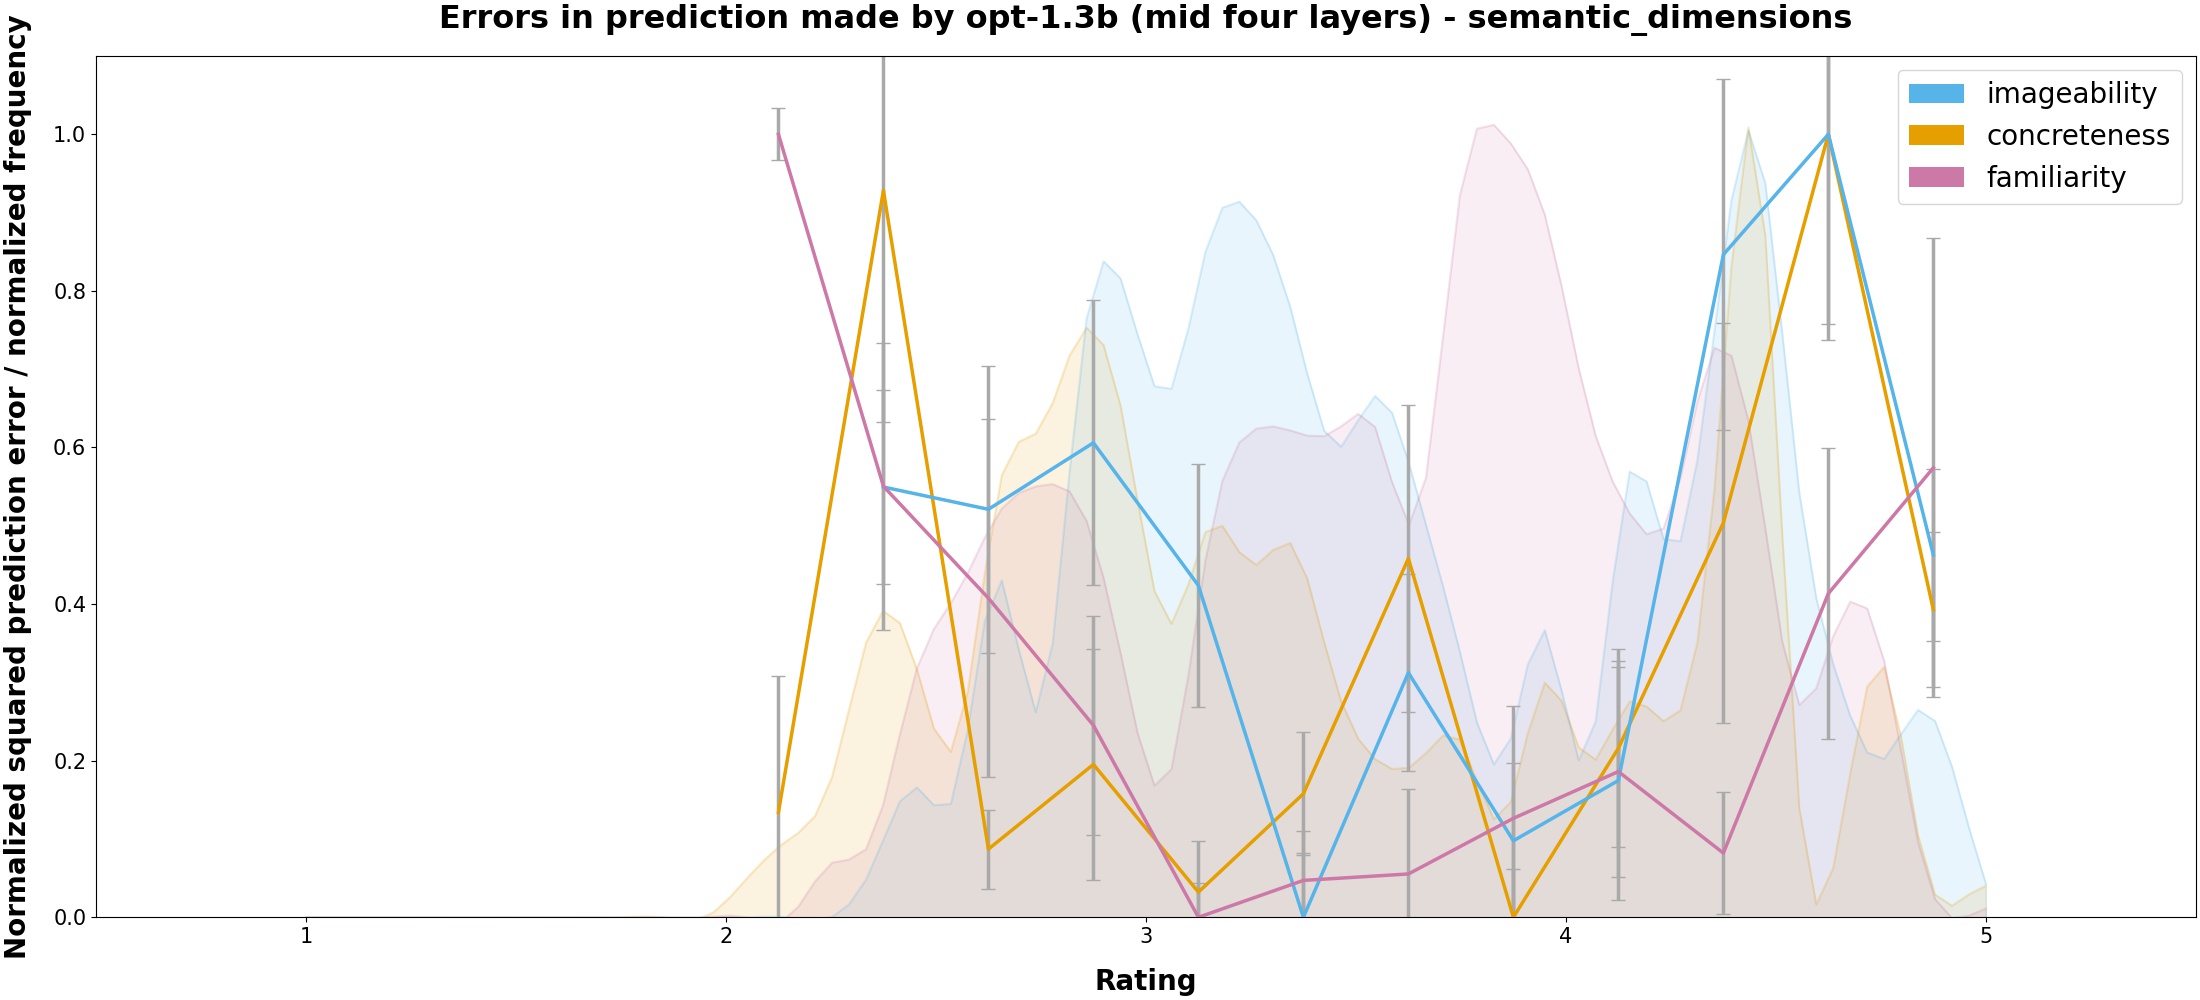 Errors in prediction made by opt-1.3b (mid four layers) - semantic_dimensions
Normalized squared prediction error / normalized frequency
1.0
0.8
0.6
0.4
0.2
0.0
imageability
concreteness
familiarity
1 2 3 4 5
Rating